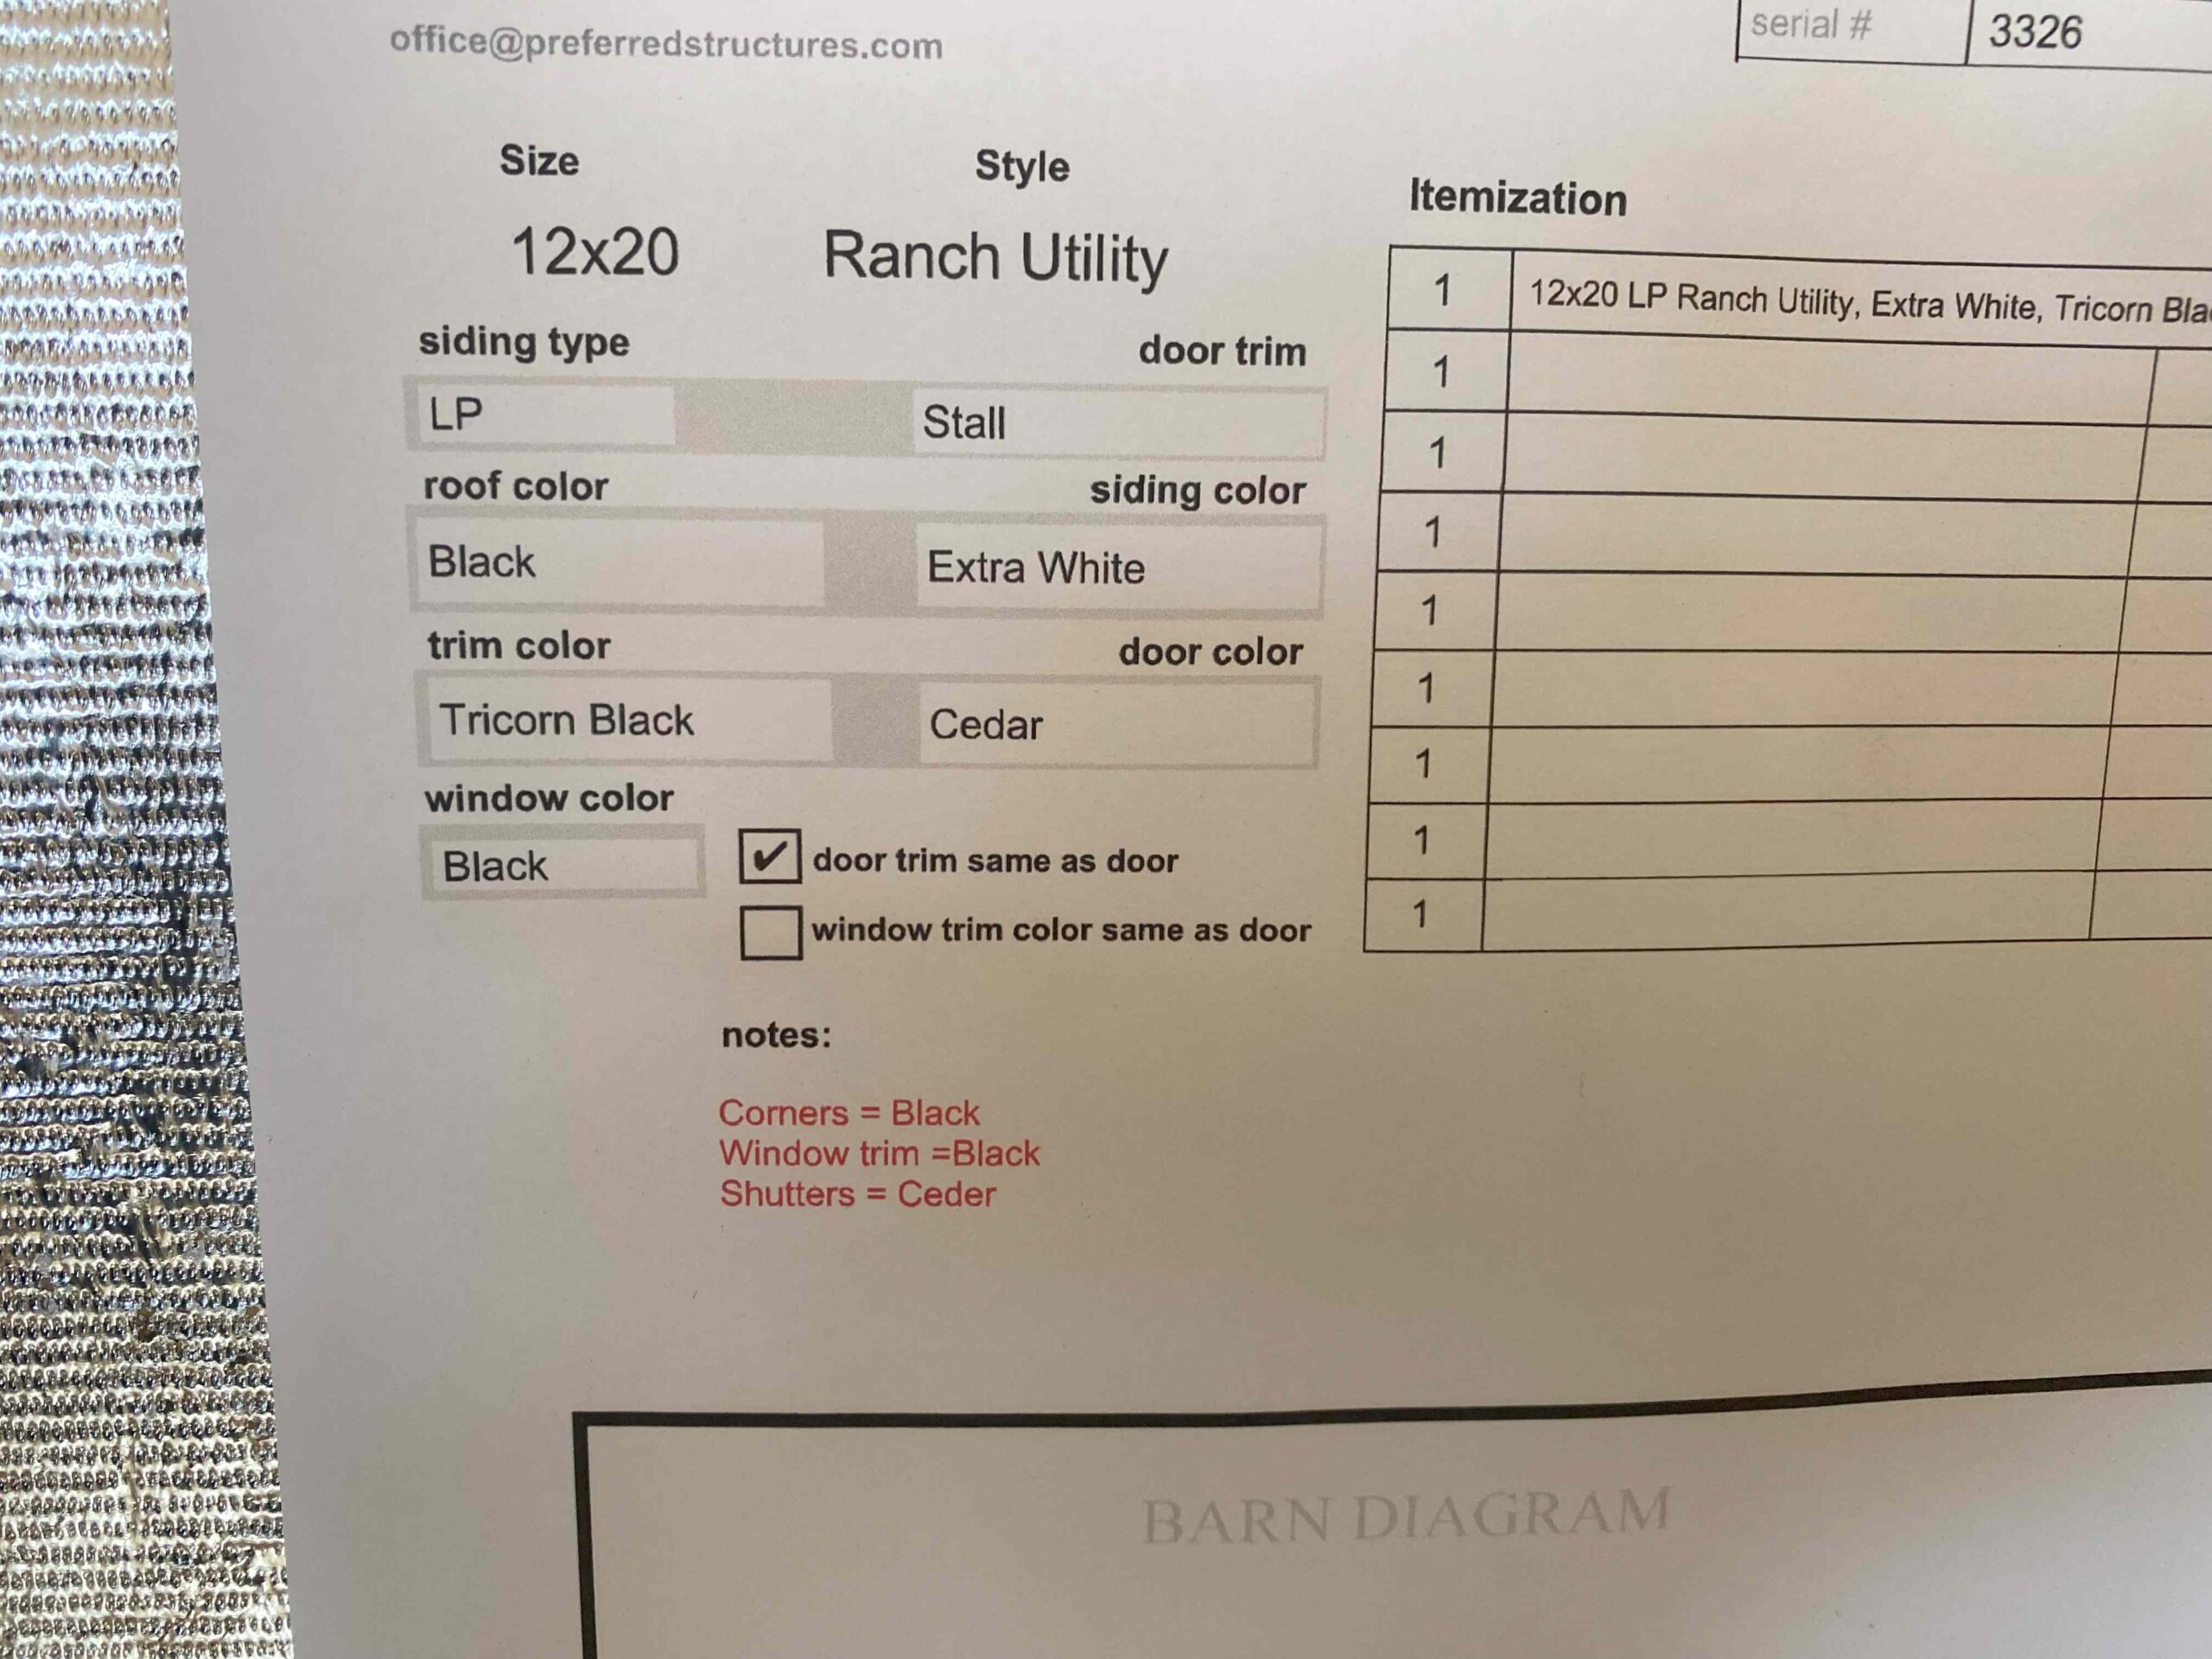 office@preferredstructures.com
serial # 3326
Size Style
12x20 Ranch Utility
siding type door trim
LP Stall
roof color siding color
Black Extra White
trim color door color
Tricorn Black Cedar
window color
Black
✔ door trim same as door
window trim color same as door
notes:
Corners = Black
Window trim =Black
Shutters = Ceder
Itemization
1 12x20 LP Ranch Utility, Extra White, Tricorn
1
1
1
1
1
1
1
1
BARN DIAGRAM